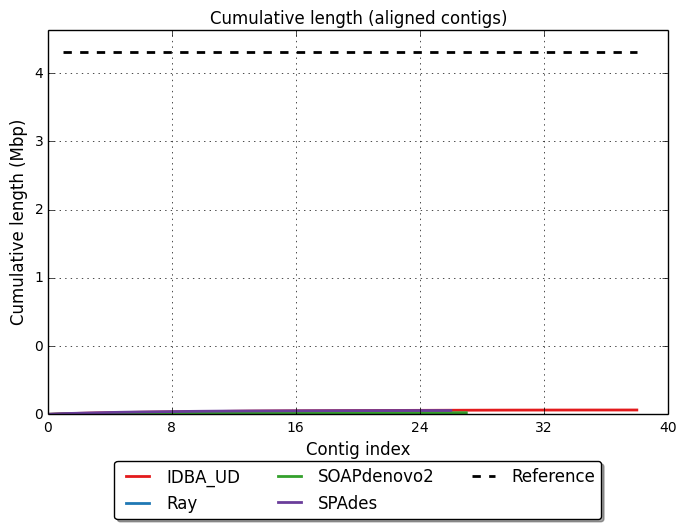 Cumulative length (aligned contigs)
4
3
2
1
0
0
Cumulative length (Mbp)
0 8 16 24 32 40
Contig index
IDBA_UD SOAPdenovo2 Reference
Ray SPAdes